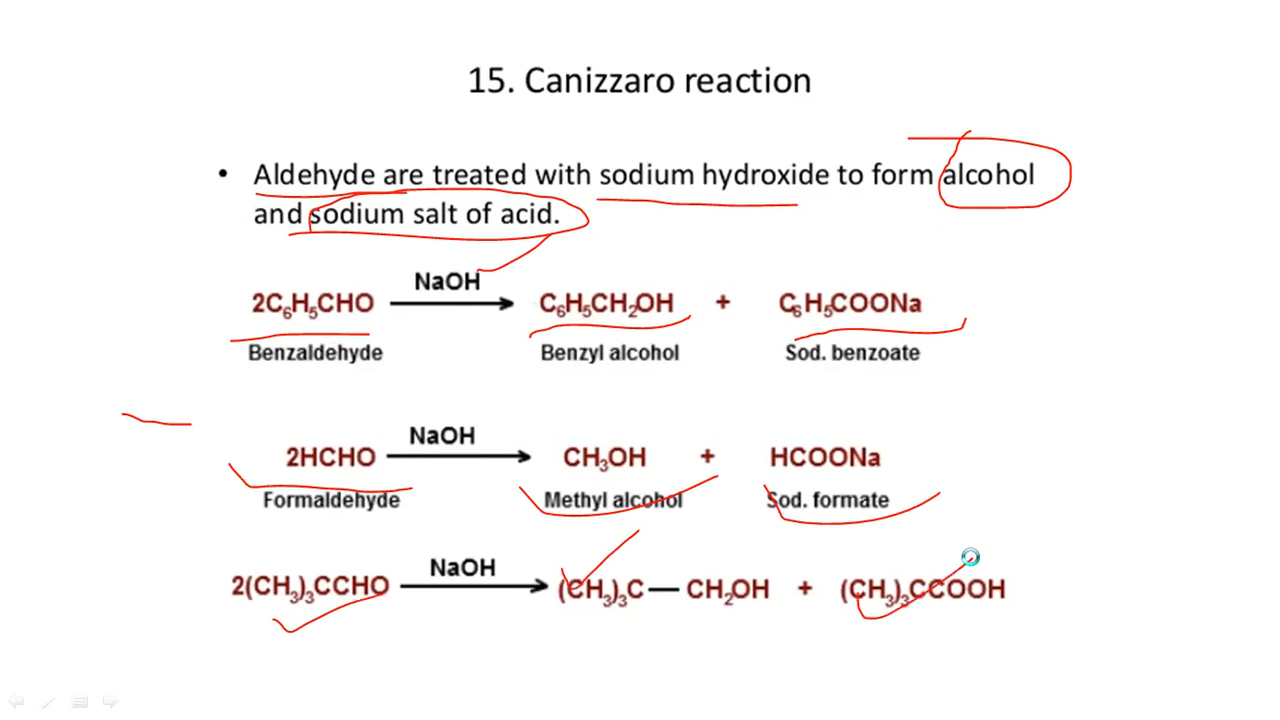 15. Canizzaro reaction
• Aldehyde are treated with sodium hydroxide to form alcohol
and sodium salt of acid.
2C₆H₅CHO NaOH C₆H₅CH₂OH + C₆H₅COONa
Benzaldehyde Benzyl alcohol Sod. benzoate
2HCHO NaOH CH₃OH + HCOONa
Formaldehyde Methyl alcohol Sod. formate
2(CH₃)₃CCHO NaOH (CH₃)₃C — CH₂OH + (CH₃)₃CCOOH